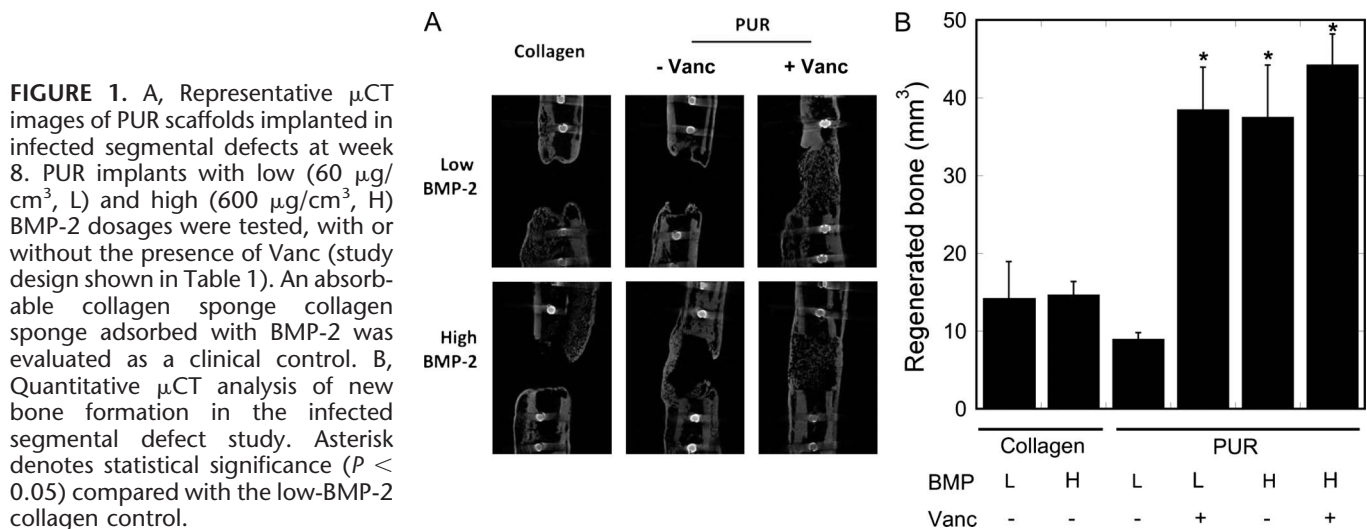 FIGURE 1. A, Representative μCT
images of PUR scaffolds implanted in
infected segmental defects at week
8. PUR implants with low (60 μg/
cm³, L) and high (600 μg/cm³, H)
BMP-2 dosages were tested, with or
without the presence of Vanc (study
design shown in Table 1). An absorb-
able collagen sponge collagen
sponge adsorbed with BMP-2 was
evaluated as a clinical control. B,
Quantitative μCT analysis of new
bone formation in the infected
segmental defect study. Asterisk
denotes statistical significance (P <
0.05) compared with the low-BMP-2
collagen control.
A
PUR
Collagen
- Vanc + Vanc
Low
BMP-2
High
BMP-2
B
Regenerated bone (mm³)
50
40
30
20
10
0
* * *
Collagen PUR
BMP L H L L H H
Vanc - - - + - +